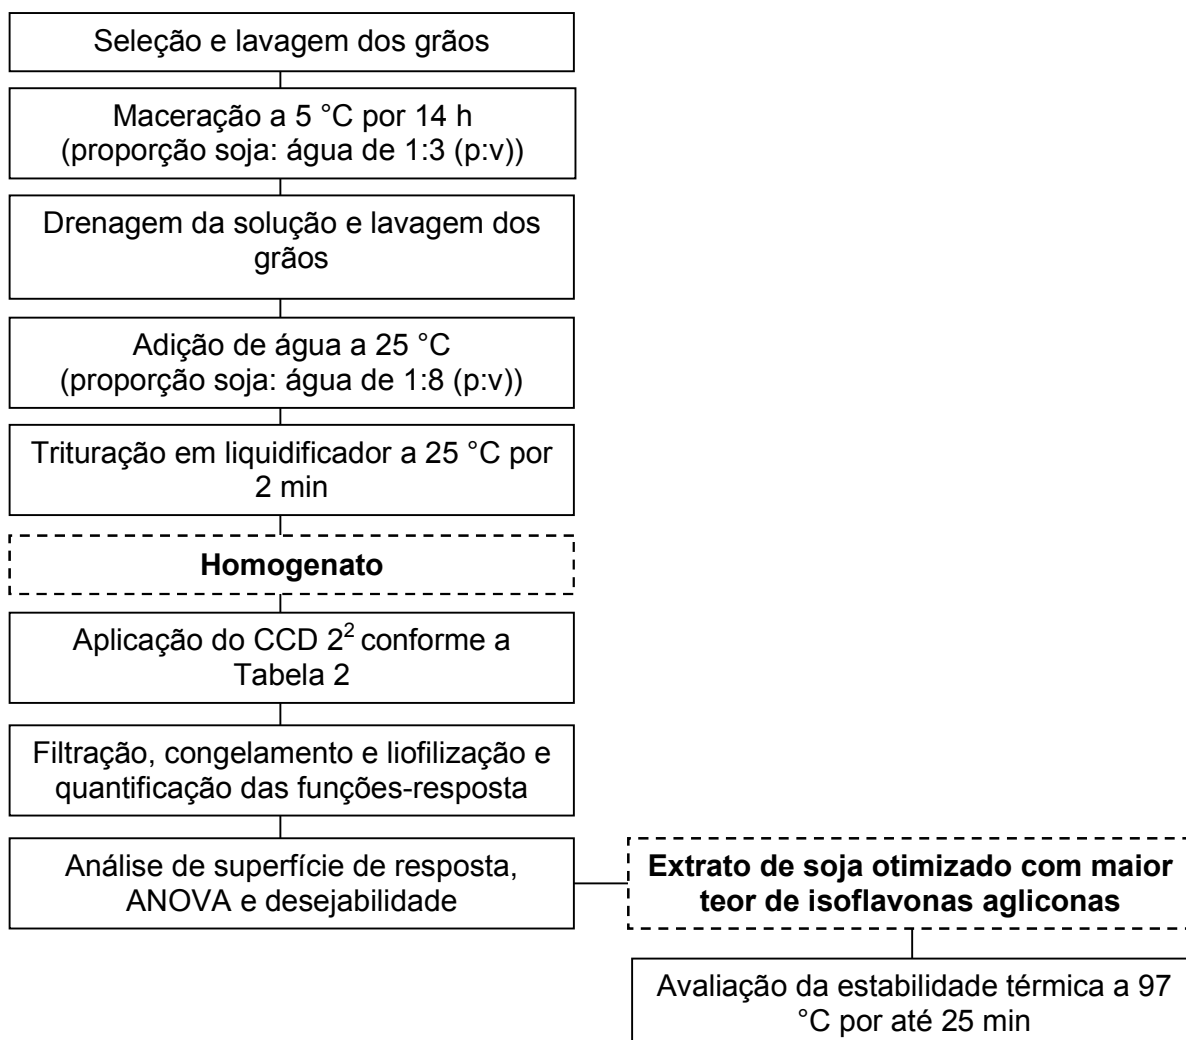 Seleção e lavagem dos grãos
Maceração a 5 °C por 14 h
(proporção soja: água de 1:3 (p:v))
Drenagem da solução e lavagem dos
grãos
Adição de água a 25 °C
(proporção soja: água de 1:8 (p:v))
Trituração em liquidificador a 25 °C por
2 min
Homogenato
Aplicação do CCD 2² conforme a
Tabela 2
Filtração, congelamento e liofilização e
quantificação das funções-resposta
Análise de superfície de resposta,
ANOVA e desejabilidade
Extrato de soja otimizado com maior
teor de isoflavonas agliconas
Avaliação da estabilidade térmica a 97
°C por até 25 min